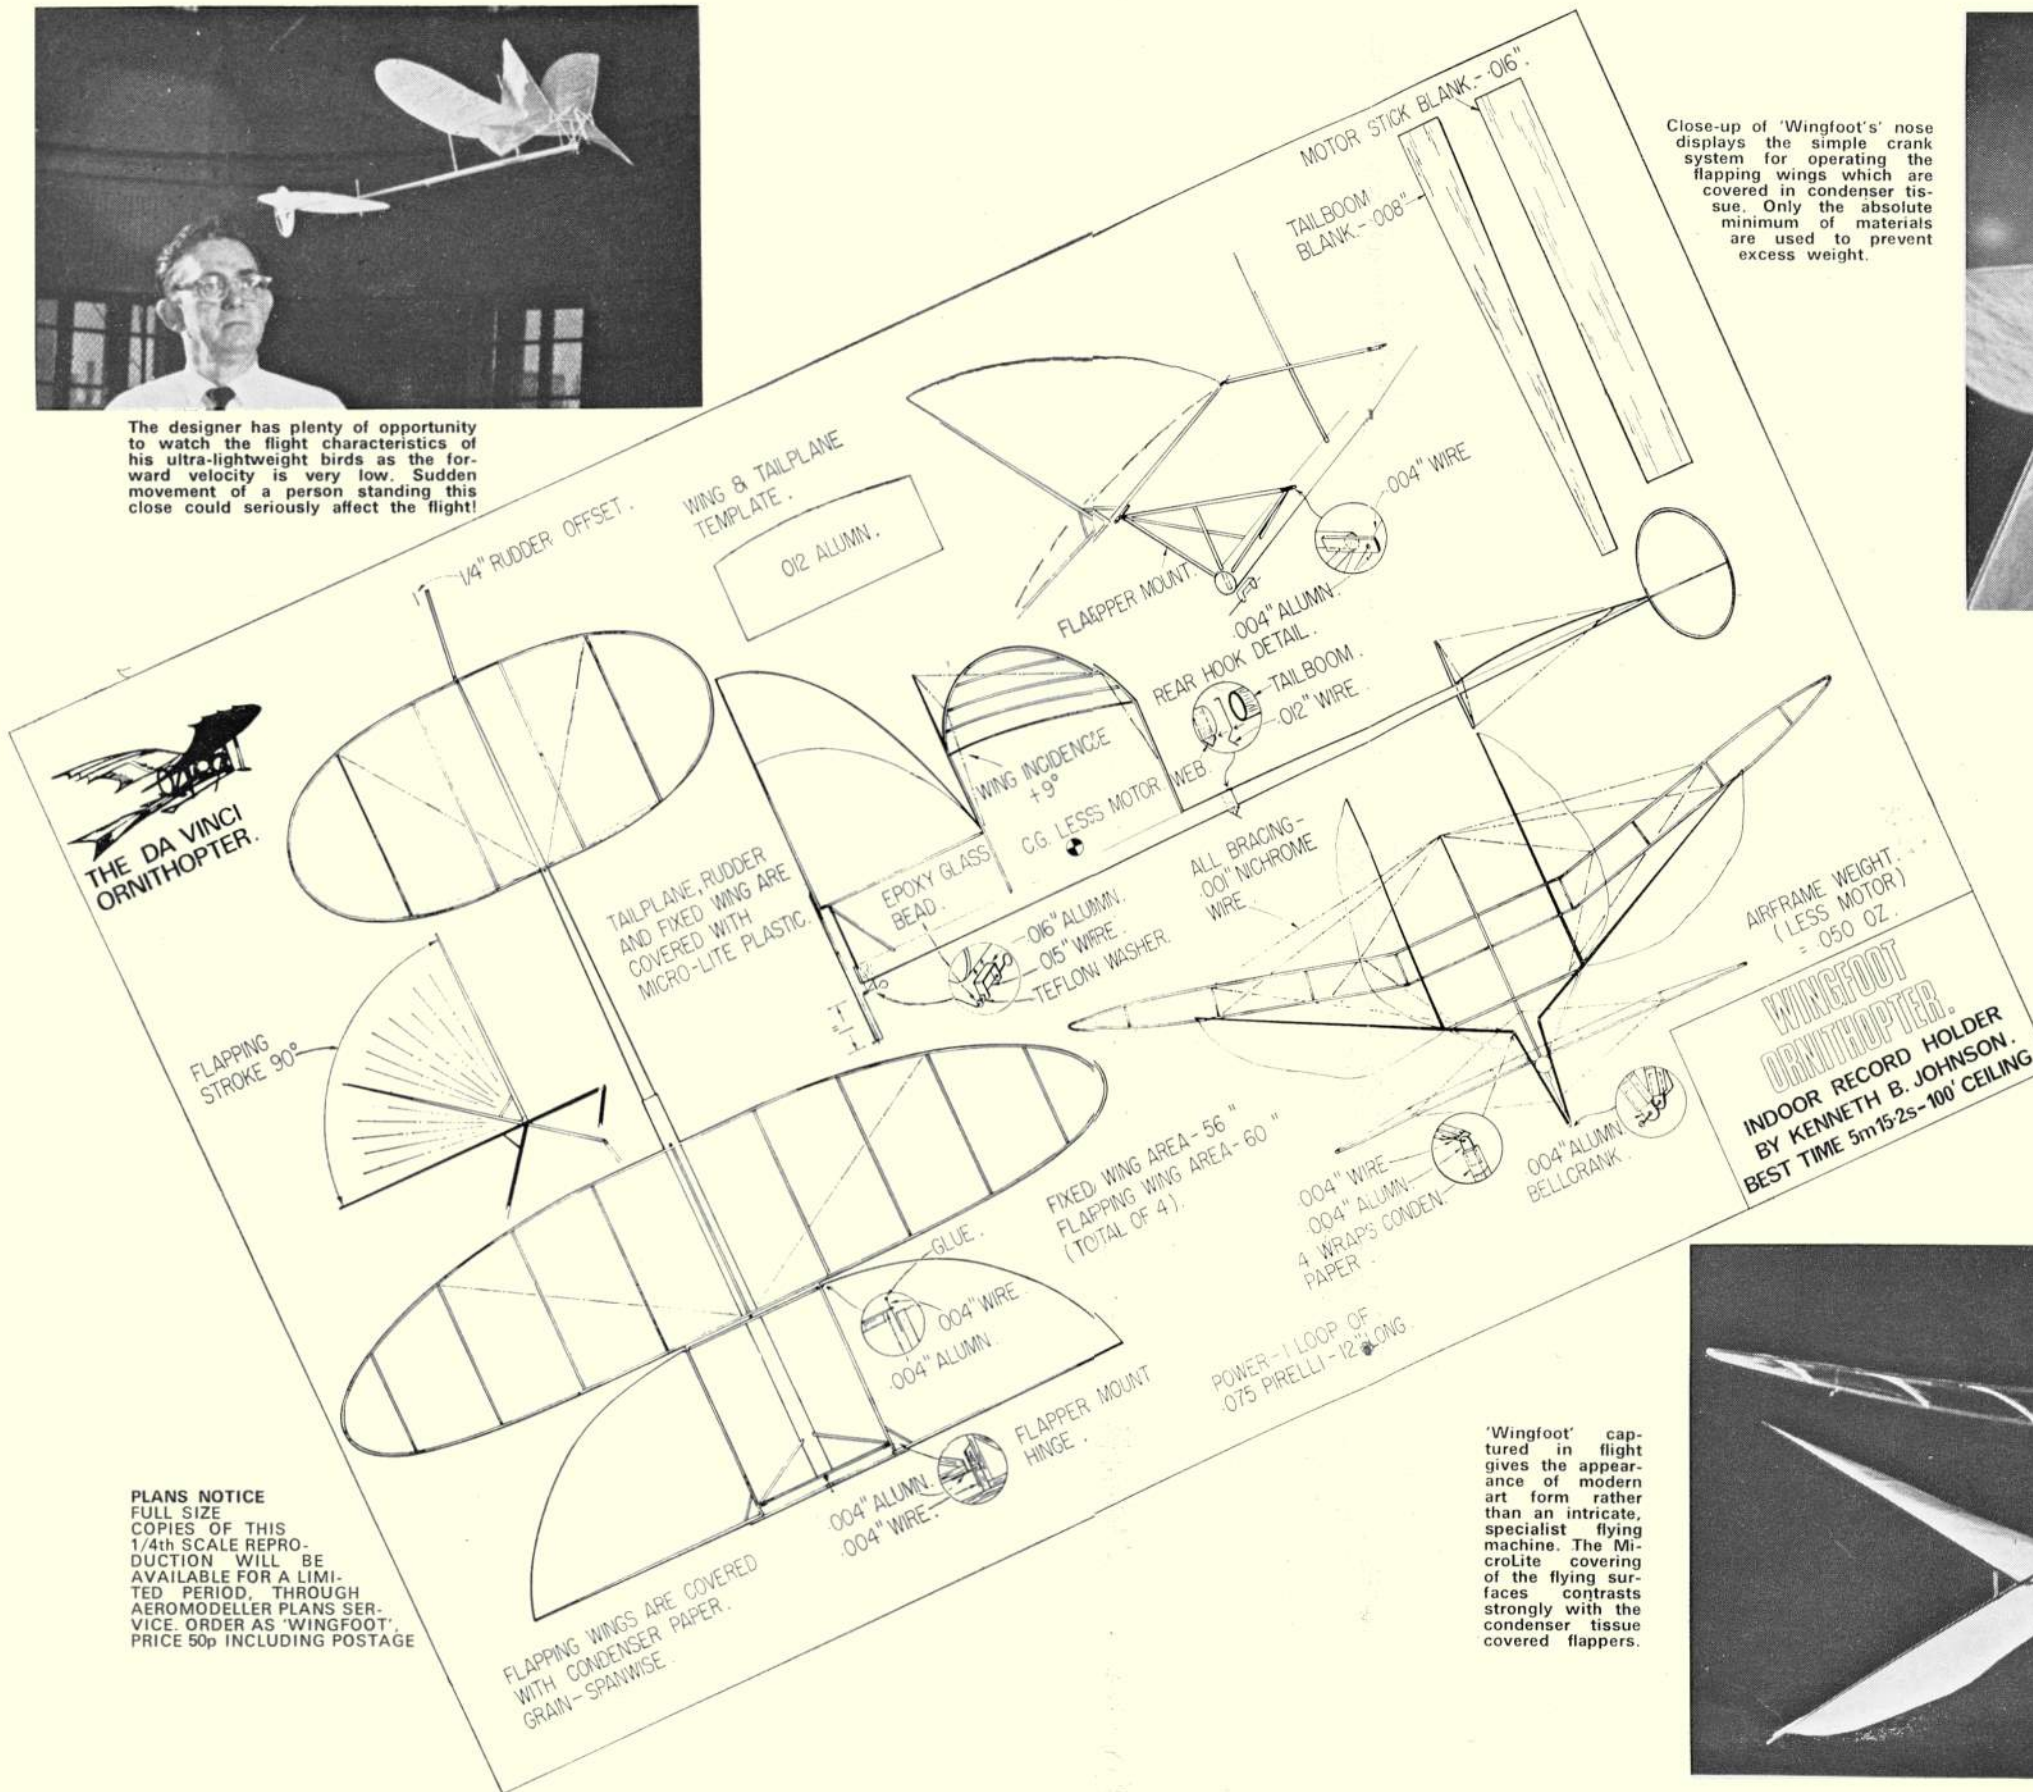 The designer has plenty of opportunity
to watch the flight characteristics of
his ultra-lightweight birds as the for-
ward velocity is very low. Sudden
movement of a person standing this
close could seriously affect the flight!
Close-up of 'Wingfoot's' nose
displays the simple crank
system for operating the
flapping wings which are
covered in condenser tis-
sue. Only the absolute
minimum of materials
are used to prevent
excess weight.
MOTOR STICK BLANK.-.016".
TAILBOOM
BLANK.-.008"
1/4" RUDDER OFFSET.
WING & TAILPLANE
TEMPLATE.
012 ALUMN.
.004" WIRE
FLAPPER MOUNT.
.004" ALUMN.
REAR HOOK DETAIL.
TAILBOOM.
.012" WIRE.
THE DA VINCI
ORNITHOPTER.
WING INCIDENCE
+9°
C.G. LESS MOTOR WEB.
TAILPLANE, RUDDER
AND FIXED WING ARE
COVERED WITH
MICRO-LITE PLASTIC.
EPOXY GLASS
BEAD.
.016" ALUMN.
.015" WIRE.
TEFLON WASHER.
ALL BRACING-
.001" NICHROME
WIRE.
AIRFRAME WEIGHT.
(LESS MOTOR)
= .050 OZ.
WINGFOOT
ORNITHOPTER.
INDOOR RECORD HOLDER
BY KENNETH B. JOHNSON.
BEST TIME 5m 15·2s-100' CEILING
FLAPPING
STROKE 90°
FIXED WING AREA-56"
FLAPPING WING AREA-60"
(TOTAL OF 4).
.004" WIRE
.004" ALUMN.
4 WRAPS CONDEN.
PAPER.
.004" ALUMN.
BELLCRANK.
GLUE.
.004" WIRE
.004" ALUMN.
POWER-1 LOOP OF
.075 PIRELLI-12" LONG.
FLAPPER MOUNT
HINGE.
.004" ALUMN.
.004" WIRE.
FLAPPING WINGS ARE COVERED
WITH CONDENSER PAPER.
GRAIN-SPANWISE.
PLANS NOTICE
FULL SIZE
COPIES OF THIS
1/4th SCALE REPRO-
DUCTION WILL BE
AVAILABLE FOR A LIMI-
TED PERIOD, THROUGH
AEROMODELLER PLANS SER-
VICE. ORDER AS 'WINGFOOT',
PRICE 50p INCLUDING POSTAGE
'Wingfoot' cap-
tured in flight
gives the appear-
ance of modern
art form rather
than an intricate,
specialist flying
machine. The Mi-
croLite covering
of the flying sur-
faces contrasts
strongly with the
condenser tissue
covered flappers.